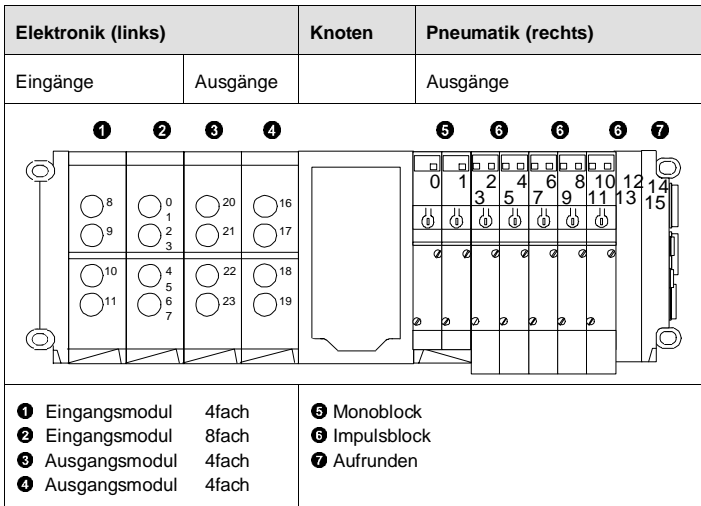 Elektronik (links) Knoten Pneumatik (rechts)
Eingänge Ausgänge Ausgänge
❶ ❷ ❸ ❹ ❺ ❻ ❻ ❻ ❼
0 1 2 4 6 8 10 12 14
3 5 7 9 11 13 15
8 0 20 16
1
9 2 21 17
3
10 4 22 18
5
11 6 23 19
7
❶ Eingangsmodul 4fach
❷ Eingangsmodul 8fach
❸ Ausgangsmodul 4fach
❹ Ausgangsmodul 4fach
❺ Monoblock
❻ Impulsblock
❼ Aufrunden